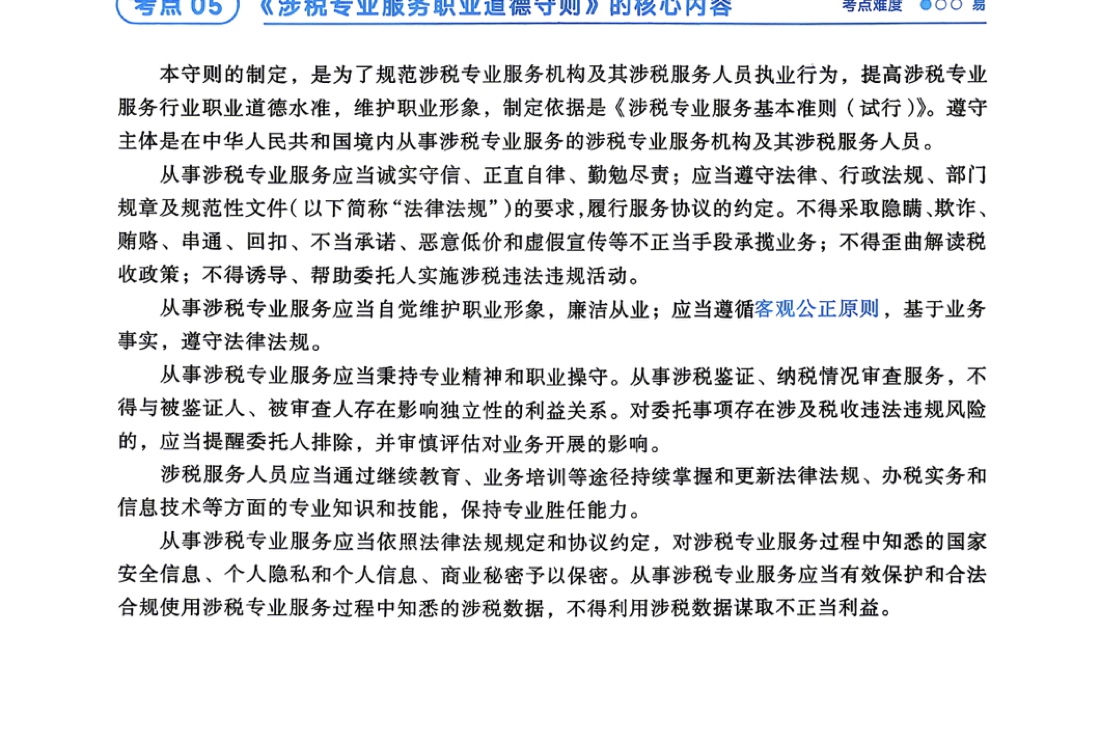 考点 05 《涉税专业服务职业道德守则》的核心内容 考点难度 易
本守则的制定，是为了规范涉税专业服务机构及其涉税服务人员执业行为，提高涉税专业
服务行业职业道德水准，维护职业形象，制定依据是《涉税专业服务基本准则（试行）》。遵守
主体是在中华人民共和国境内从事涉税专业服务的涉税专业服务机构及其涉税服务人员。
从事涉税专业服务应当诚实守信、正直自律、勤勉尽责；应当遵守法律、行政法规、部门
规章及规范性文件（以下简称“法律法规”）的要求，履行服务协议的约定。不得采取隐瞒、欺诈、
贿赂、串通、回扣、不当承诺、恶意低价和虚假宣传等不正当手段承揽业务；不得歪曲解读税
收政策；不得诱导、帮助委托人实施涉税违法违规活动。
从事涉税专业服务应当自觉维护职业形象，廉洁从业；应当遵循客观公正原则，基于业务
事实，遵守法律法规。
从事涉税专业服务应当秉持专业精神和职业操守。从事涉税鉴证、纳税情况审查服务，不
得与被鉴证人、被审查人存在影响独立性的利益关系。对委托事项存在涉及税收违法违规风险
的，应当提醒委托人排除，并审慎评估对业务开展的影响。
涉税服务人员应当通过继续教育、业务培训等途径持续掌握和更新法律法规、办税实务和
信息技术等方面的专业知识和技能，保持专业胜任能力。
从事涉税专业服务应当依照法律法规规定和协议约定，对涉税专业服务过程中知悉的国家
安全信息、个人隐私和个人信息、商业秘密予以保密。从事涉税专业服务应当有效保护和合法
合规使用涉税专业服务过程中知悉的涉税数据，不得利用涉税数据谋取不正当利益。